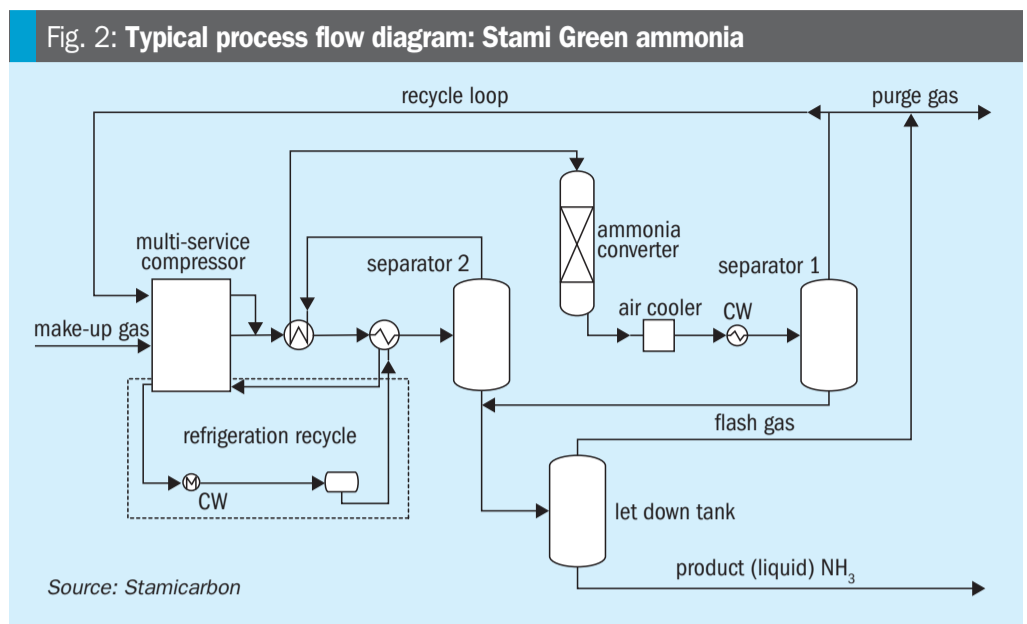 Fig. 2: Typical process flow diagram: Stami Green ammonia
recycle loop
purge gas
multi-service
compressor
separator 2
ammonia
converter
separator 1
air cooler
CW
make-up gas
flash gas
refrigeration recycle
CW
let down tank
product (liquid) NH₃
Source: Stamicarbon